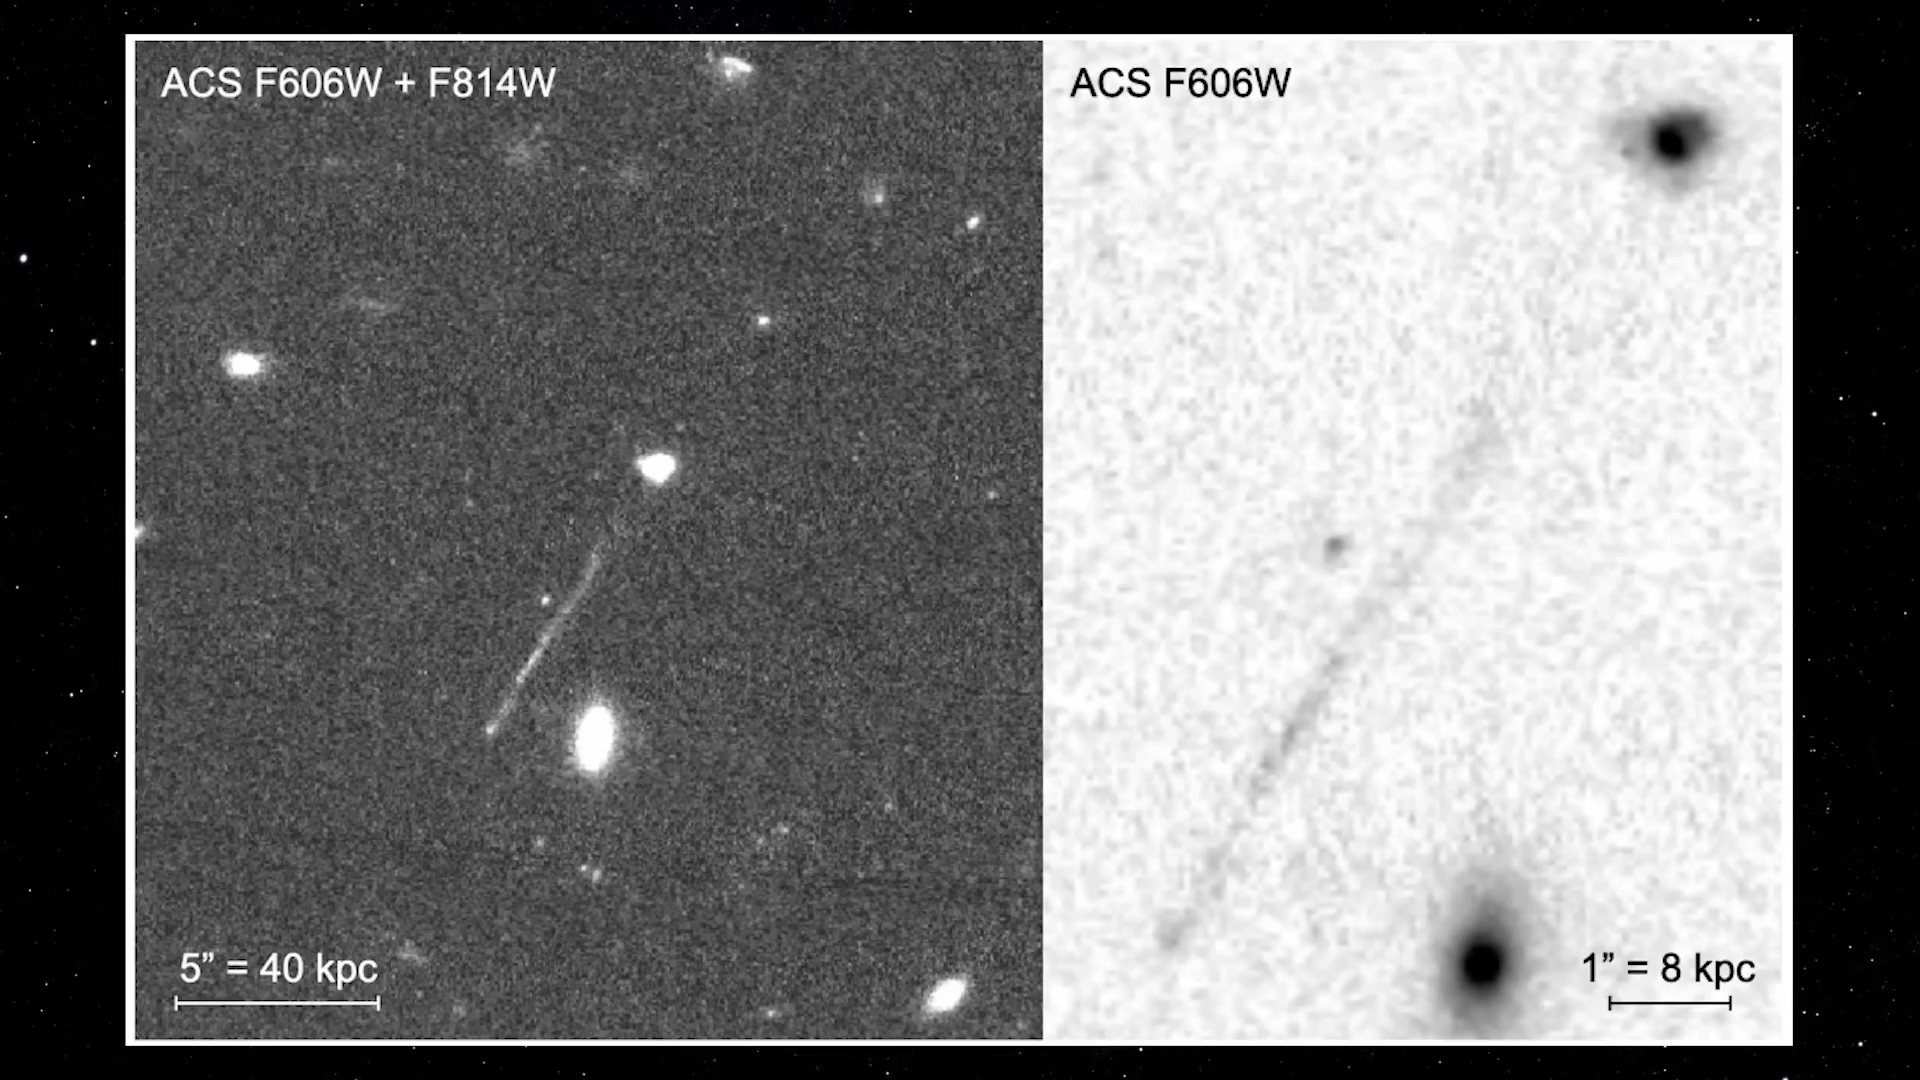 ACS F606W + F814W
ACS F606W
5” = 40 kpc
1” = 8 kpc